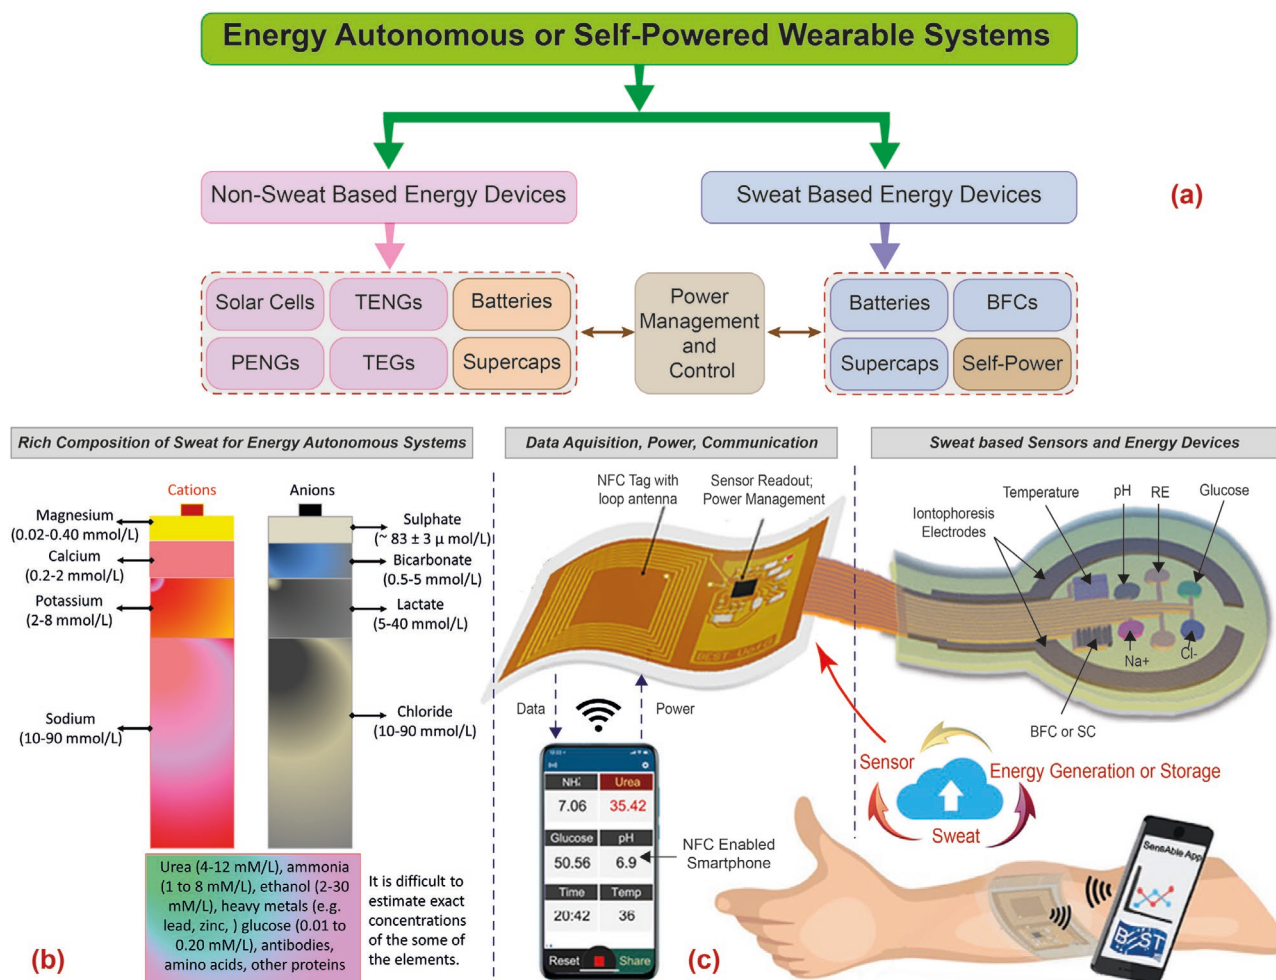 Energy Autonomous or Self-Powered Wearable Systems
Non-Sweat Based Energy Devices
Sweat Based Energy Devices
(a)
Solar Cells
TENGs
Batteries
PENGs
TEGs
Supercaps
Power
Management
and
Control
Batteries
BFCs
Supercaps
Self-Power
Rich Composition of Sweat for Energy Autonomous Systems
Cations
Anions
Magnesium
(0.02-0.40 mmol/L)
Calcium
(0.2-2 mmol/L)
Potassium
(2-8 mmol/L)
Sodium
(10-90 mmol/L)
Sulphate
(~ 83 ± 3 µ mol/L)
Bicarbonate
(0.5-5 mmol/L)
Lactate
(5-40 mmol/L)
Chloride
(10-90 mmol/L)
Urea (4-12 mM/L), ammonia
(1 to 8 mM/L), ethanol (2-30
mM/L), heavy metals (e.g.
lead, zinc, ) glucose (0.01 to
0.20 mM/L), antibodies,
amino acids, other proteins
It is difficult to
estimate exact
concentrations
of the some of
the elements.
(b)
Data Aquisition, Power, Communication
NFC Tag with
loop antenna
Sensor Readout;
Power Management
BEST-UofG
Data
Power
NH₄
Urea
7.06
35.42
Glucose
pH
50.56
6.9
Time
Temp
20:42
36
Reset
Share
NFC Enabled
Smartphone
(c)
Sweat based Sensors and Energy Devices
Temperature
pH
RE
Glucose
Iontophoresis
Electrodes
Na+
Cl-
BFC or SC
Sensor
Energy Generation or Storage
Sweat
SenSAble App
BEST